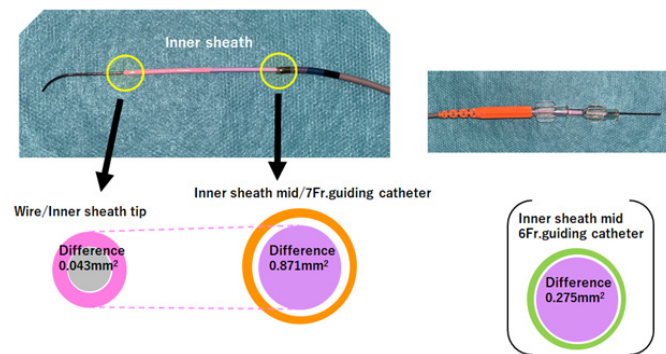 Inner sheath
Inner sheath mid/7Fr.guiding catheter
Wire/Inner sheath tip
Difference
0.043mm²
Difference
0.871mm²
Inner sheath mid
6Fr.guiding catheter
Difference
0.275mm²